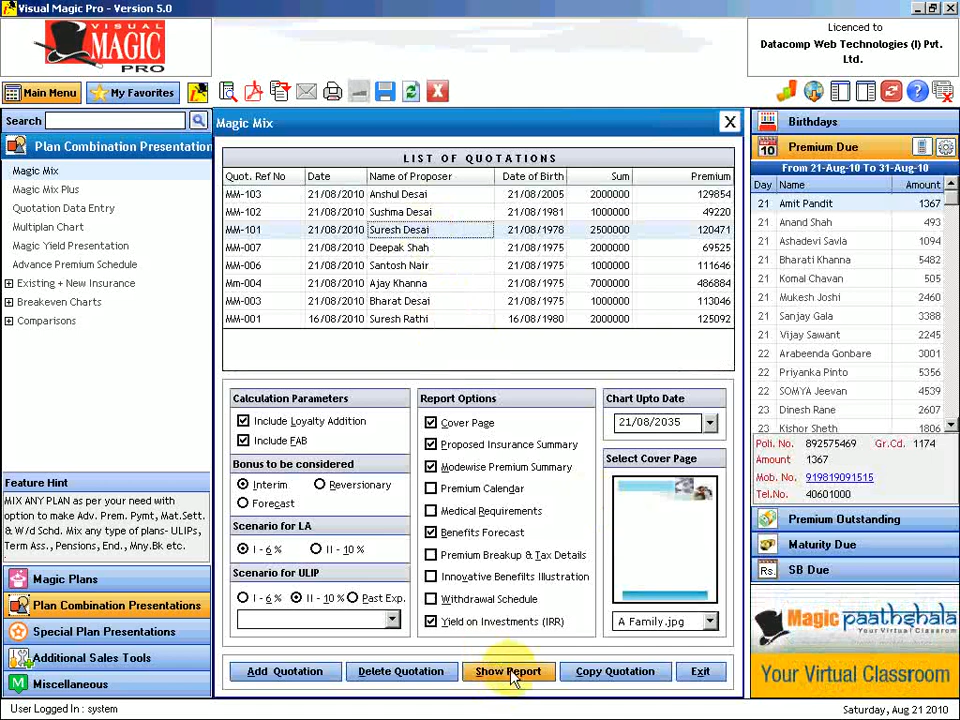 Visual Magic Pro - Version 5.0
VISUAL
MAGIC
PRO
Licenced to
Datacomp Web Technologies (I) Pvt.
Ltd.
Main Menu
My Favorites
Search
Plan Combination Presentation
Magic Mix
Magic Mix Plus
Quotation Data Entry
Multiplan Chart
Magic Yield Presentation
Advance Premium Schedule
Existing + New Insurance
Breakeven Charts
Comparisons
Feature Hint
MIX ANY PLAN as per your need with
option to make Adv. Prem. Pymt, Mat.Sett.
& W/d Schd. Mix any type of plans- ULIPs,
Term Ass., Pensions, End., Mny.Bk etc.
Magic Plans
Plan Combination Presentations
Special Plan Presentations
Additional Sales Tools
Miscellaneous
Magic Mix
LIST OF QUOTATIONS
Quot. Ref No Date Name of Proposer Date of Birth Sum Premium
MM-103 21/08/2010 Anshul Desai 21/08/2005 2000000 129854
MM-102 21/08/2010 Sushma Desai 21/08/1981 1000000 49220
MM-101 21/08/2010 Suresh Desai 21/08/1978 2500000 120471
MM-007 21/08/2010 Deepak Shah 21/08/1975 2000000 69525
MM-006 21/08/2010 Santosh Nair 21/08/1975 1000000 111646
Mm-004 21/08/2010 Ajay Khanna 21/08/1975 7000000 486884
MM-003 21/08/2010 Bharat Desai 21/08/1975 1000000 113046
MM-001 16/08/2010 Suresh Rathi 16/08/1980 2000000 125092
Calculation Parameters
Include Loyalty Addition
Include FAB
Bonus to be considered
Interim Reversionary
Forecast
Scenario for LA
I - 6 % II - 10 %
Scenario for ULIP
I - 6 % II - 10 % Past Exp.
Report Options
Cover Page
Proposed Insurance Summary
Modewise Premium Summary
Premium Calendar
Medical Requirements
Benefits Forecast
Premium Breakup & Tax Details
Innovative Benefits Illustration
Withdrawal Schedule
Yield on Investments (IRR)
Chart Upto Date
21/08/2035
Select Cover Page
A Family.jpg
Add Quotation
Delete Quotation
Show Report
Copy Quotation
Exit
Birthdays
10
Premium Due
From 21-Aug-10 To 31-Aug-10
Day Name Amount
21 Amit Pandit 1367
21 Anand Shah 493
21 Ashadevi Savla 1094
21 Bharati Khanna 5482
21 Komal Chavan 505
21 Mukesh Joshi 2460
21 Sanjay Gala 3388
21 Vijay Sawant 2245
22 Arabeenda Gonbare 3001
22 Priyanka Pinto 5356
22 SOMYA Jeevan 4539
23 Dinesh Rane 2607
23 Kishor Sheth 1806
Poli. No. 892575469 Gr.Cd. 1174
Amount 1367
Mob. No. 919819091515
Tel.No. 40601000
Premium Outstanding
Maturity Due
Rs. SB Due
Magic paathshala
Your Virtual Classroom
Your Virtual Classroom
User Logged In : system
Saturday, Aug 21 2010